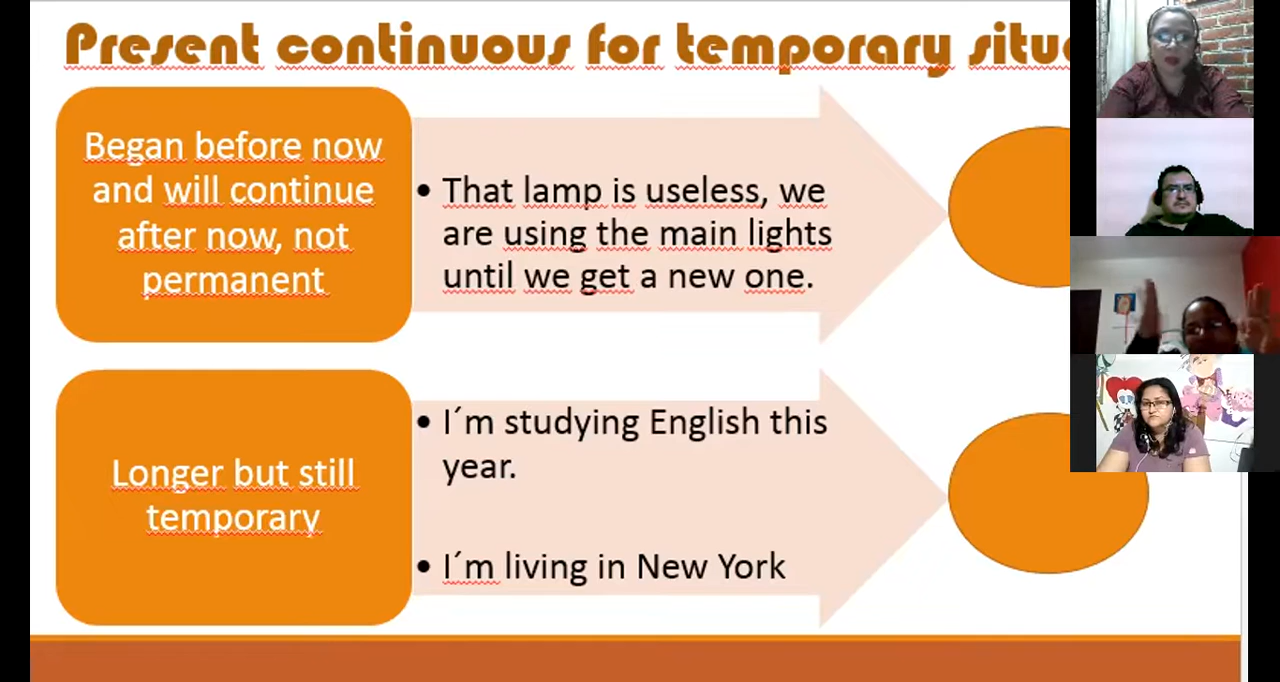 Present continuous for temporary
Began before now
and will continue
after now, not
permanent
• That lamp is useless, we
are using the main lights
until we get a new one.
Longer but still
temporary
• I´m studying English this
year.
• I´m living in New York